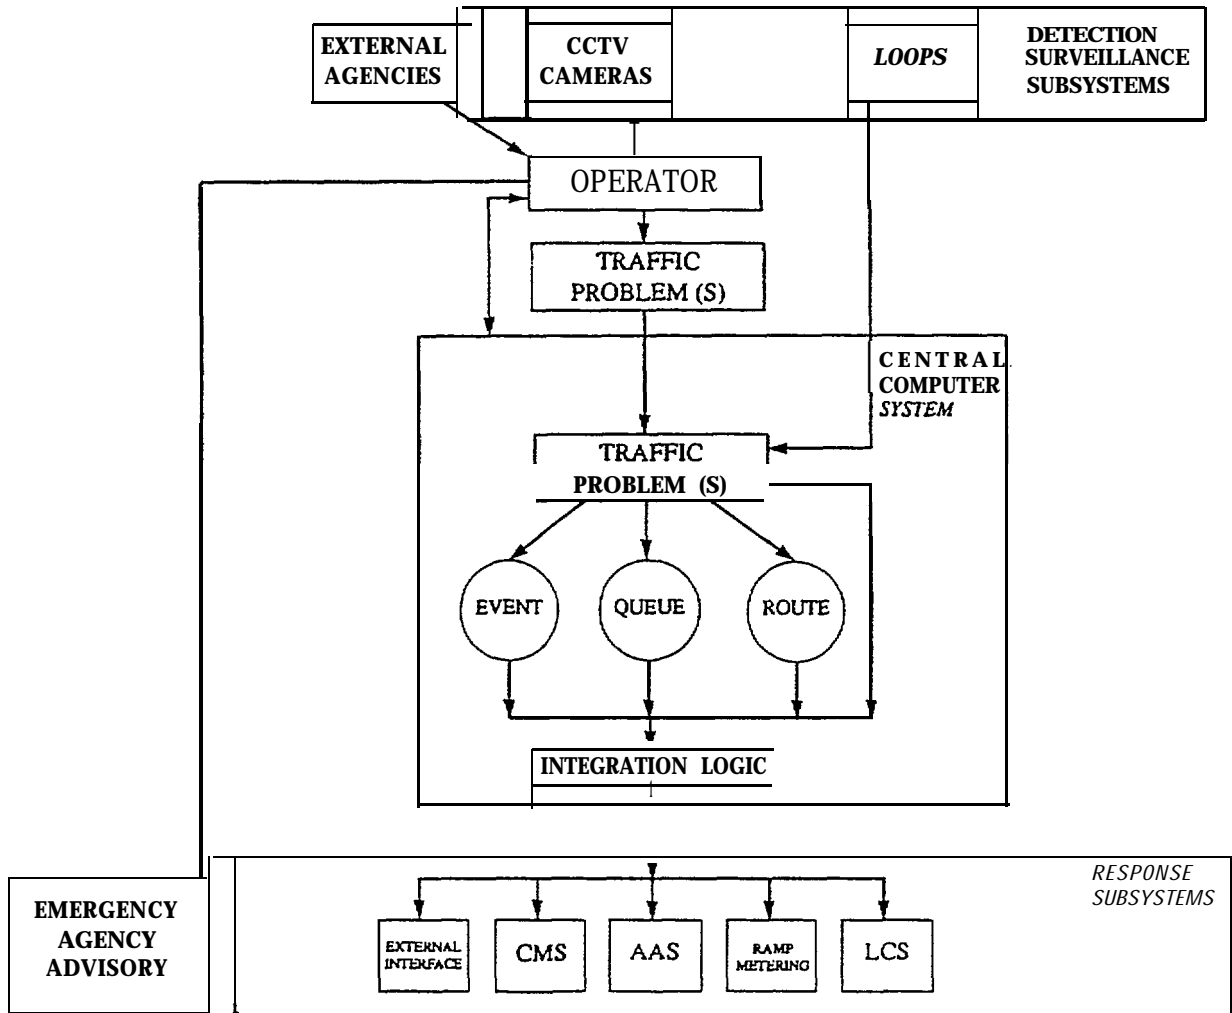 EXTERNAL
AGENCIES
CCTV
CAMERAS
LOOPS
DETECTION
SURVEILLANCE
SUBSYSTEMS
OPERATOR
TRAFFIC
PROBLEM (S)
CENTRAL
COMPUTER
SYSTEM
TRAFFIC
PROBLEM (S)
EVENT
QUEUE
ROUTE
INTEGRATION LOGIC
RESPONSE
SUBSYSTEMS
EMERGENCY
AGENCY
ADVISORY
EXTERNAL
INTERFACE
CMS
AAS
RAMP
METERING
LCS